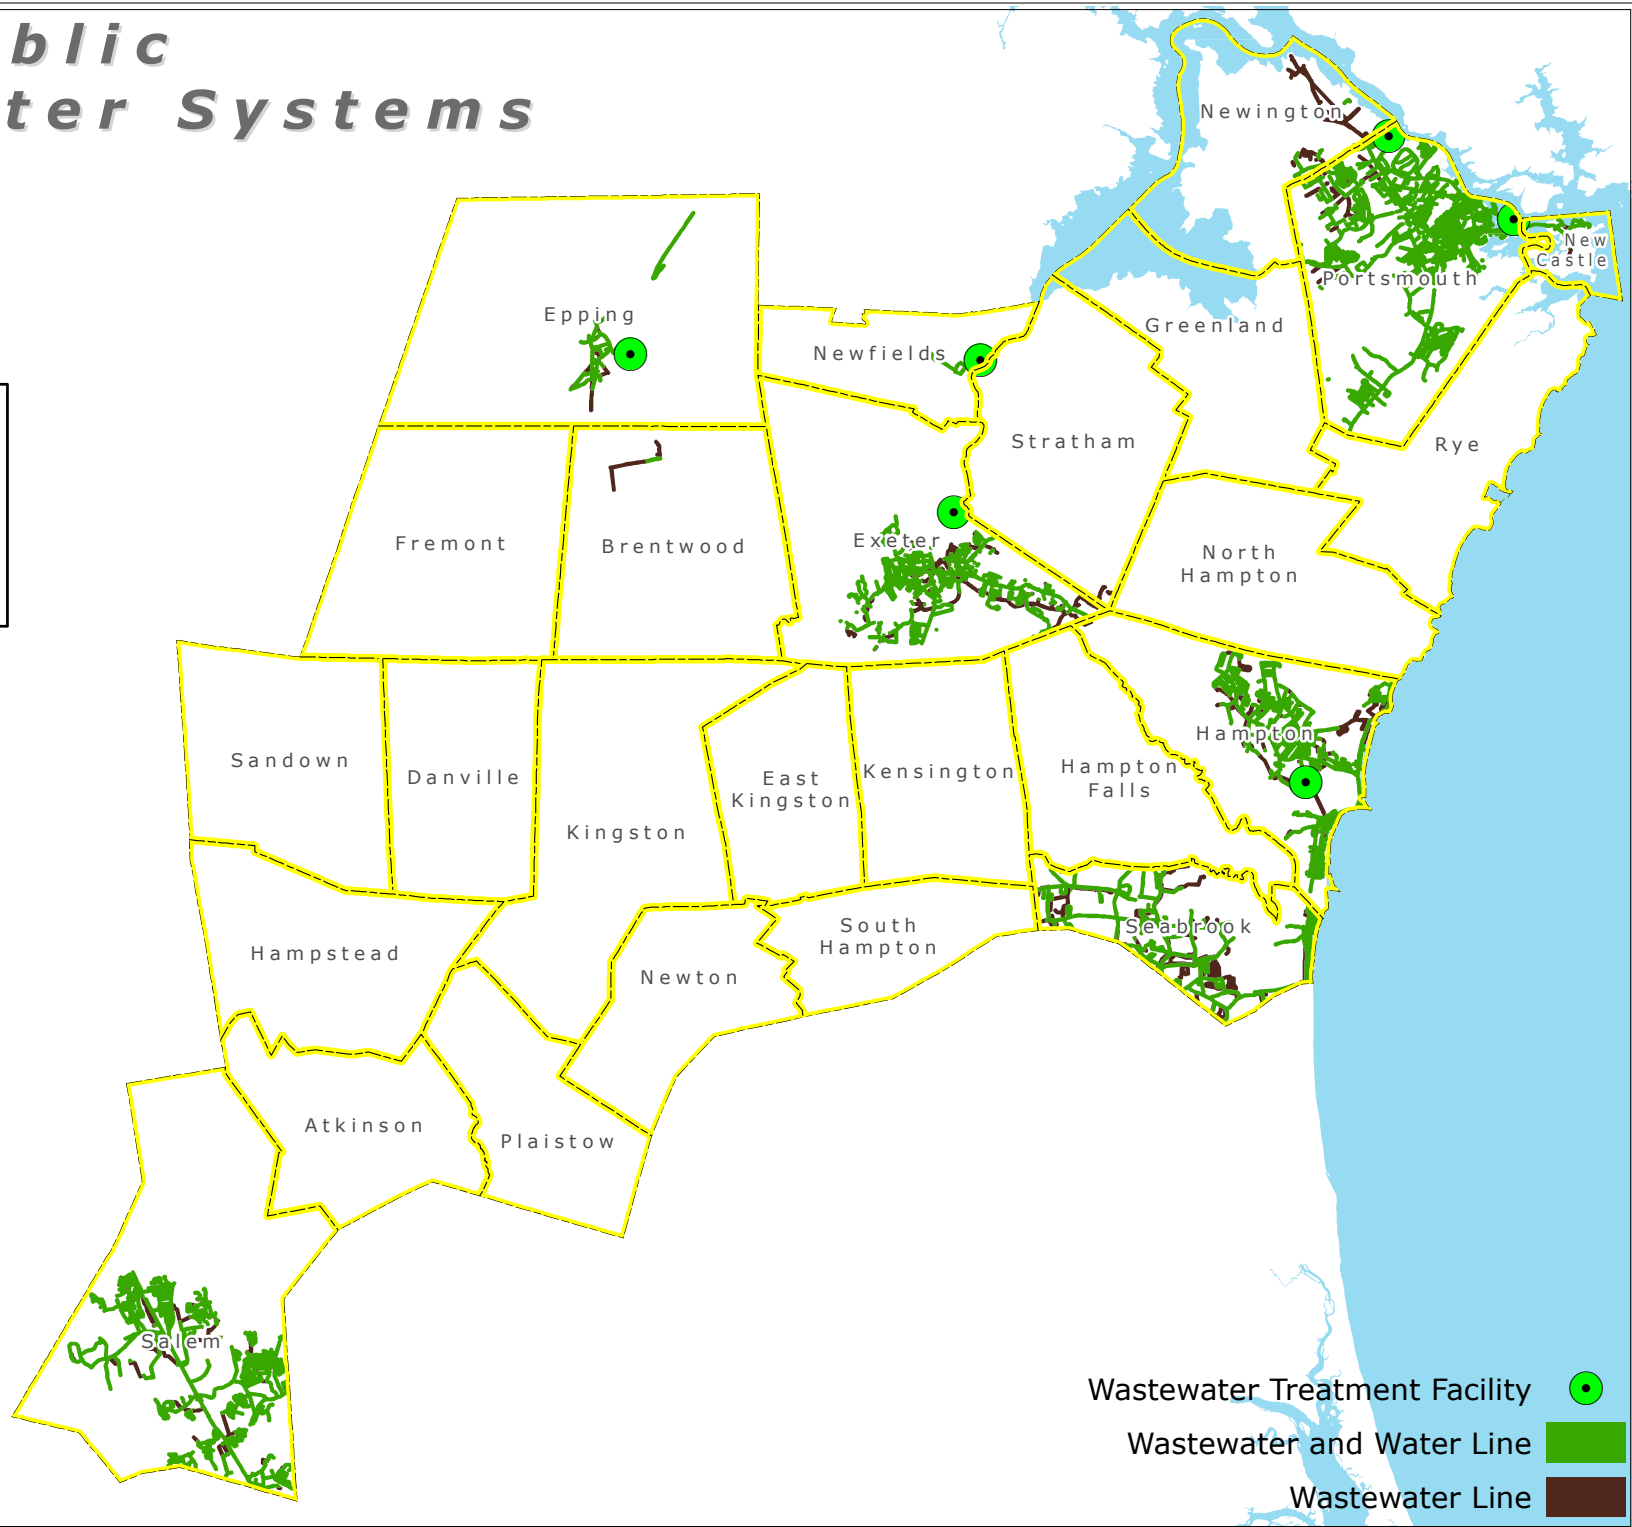 blic
ter Systems
Newington
New
Castle
Portsmouth
Epping
Greenland
Newfields
Stratham
Rye
Fremont
Brentwood
Exeter
North
Hampton
Hampton
Sandown
Danville
East
Kingston
Kensington
Hampton
Falls
Kingston
Hampstead
Newton
South
Hampton
Seabrook
Atkinson
Plaistow
Salem
Wastewater Treatment Facility
Wastewater and Water Line
Wastewater Line